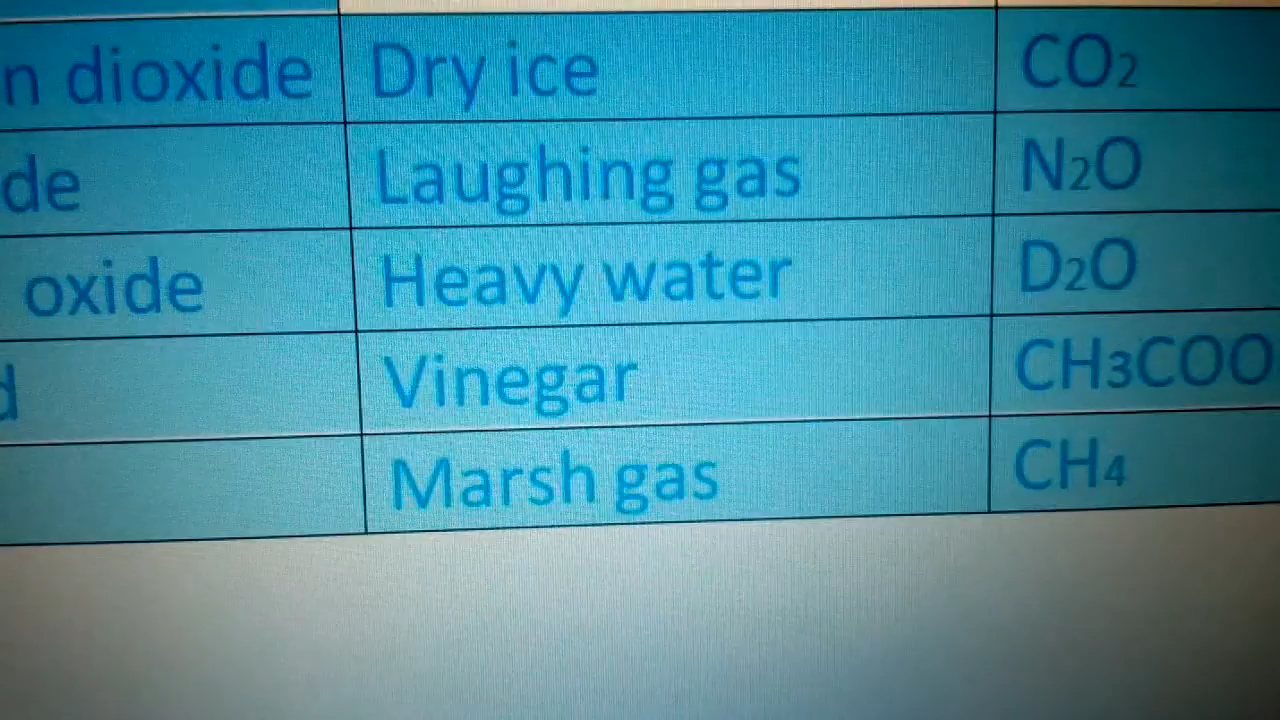 n dioxide Dry ice CO2
de Laughing gas N2O
oxide Heavy water D2O
d Vinegar CH3COO
Marsh gas CH4